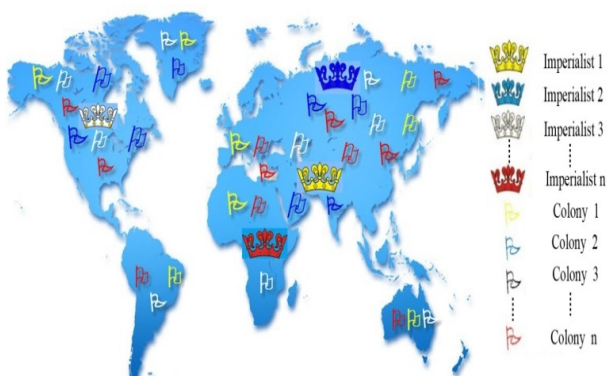 Imperialist 1
Imperialist 2
Imperialist 3
Imperialist n
Colony 1
Colony 2
Colony 3
Colony n